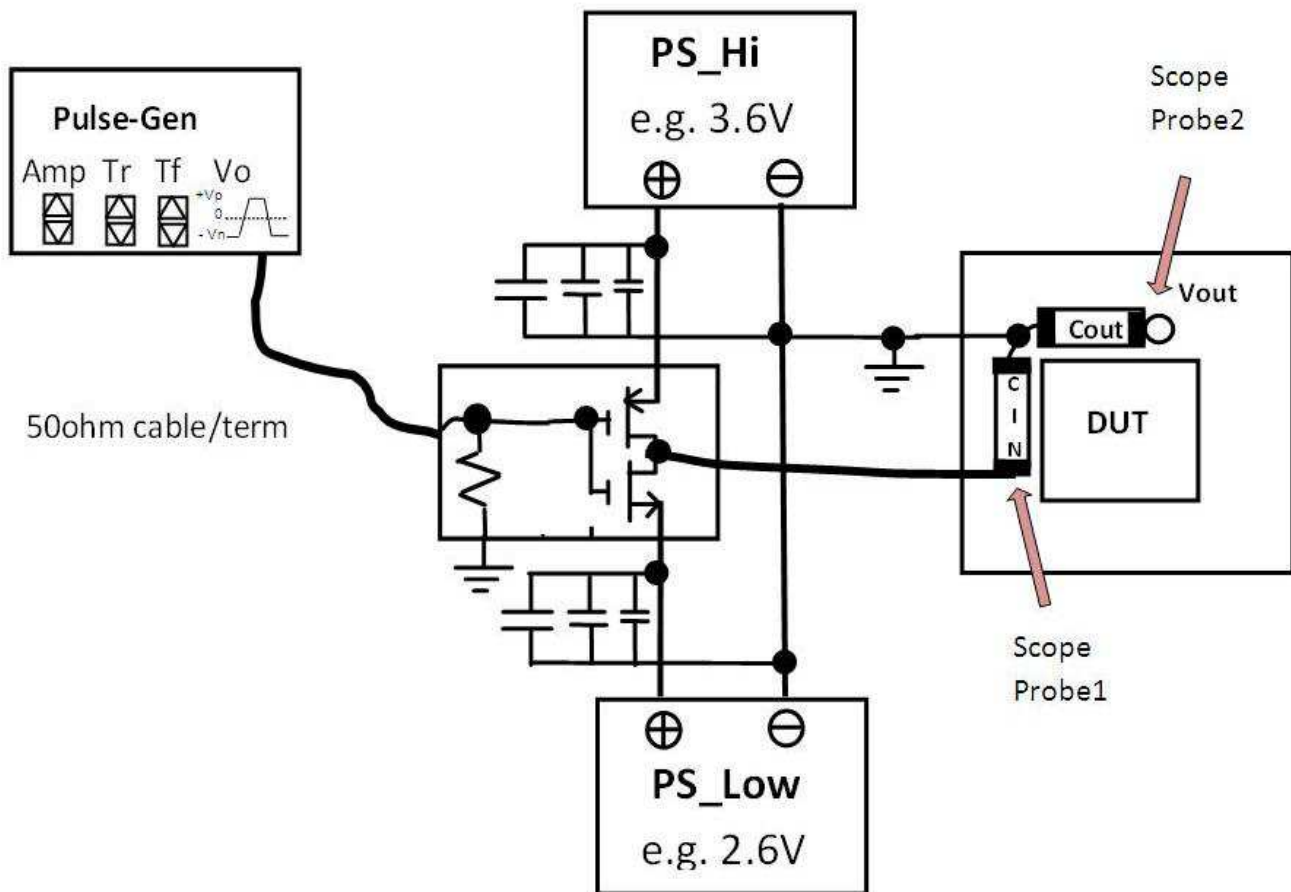 PS_Hi
e.g. 3.6V
Pulse-Gen
Amp Tr Tf Vo
+Vp
0
-Vn
Scope
Probe2
Vout
Cout
C
I
N
DUT
50ohm cable/term
Scope
Probe1
PS_Low
e.g. 2.6V